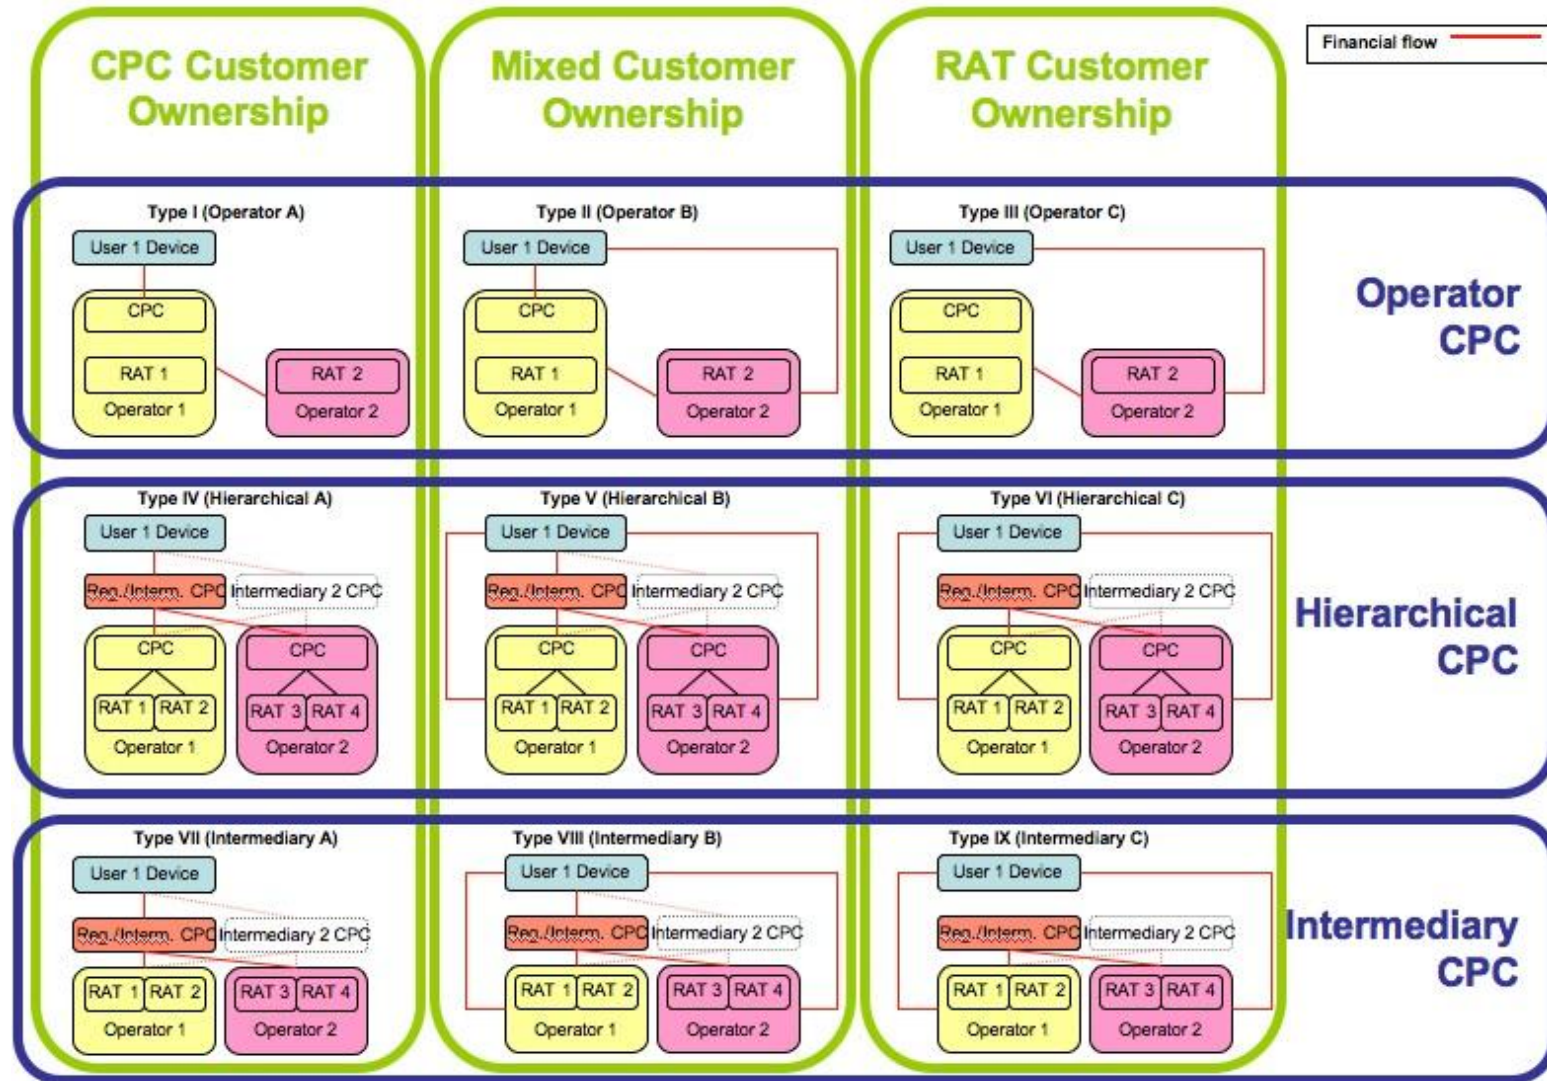 CPC Customer
Ownership
Mixed Customer
Ownership
RAT Customer
Ownership
Financial flow
Type I (Operator A)
User 1 Device
CPC
RAT 1
Operator 1
RAT 2
Operator 2
Type II (Operator B)
User 1 Device
CPC
RAT 1
Operator 1
RAT 2
Operator 2
Type III (Operator C)
User 1 Device
CPC
RAT 1
Operator 1
RAT 2
Operator 2
Operator
CPC
Type IV (Hierarchical A)
User 1 Device
Reg./Interm. CPC
Intermediary 2 CPC
CPC
RAT 1 RAT 2
Operator 1
CPC
RAT 3 RAT 4
Operator 2
Type V (Hierarchical B)
User 1 Device
Reg./Interm. CPC
Intermediary 2 CPC
CPC
RAT 1 RAT 2
Operator 1
CPC
RAT 3 RAT 4
Operator 2
Type VI (Hierarchical C)
User 1 Device
Reg./Interm. CPC
Intermediary 2 CPC
CPC
RAT 1 RAT 2
Operator 1
CPC
RAT 3 RAT 4
Operator 2
Hierarchical
CPC
Type VII (Intermediary A)
User 1 Device
Reg./Interm. CPC
Intermediary 2 CPC
RAT 1 RAT 2
Operator 1
RAT 3 RAT 4
Operator 2
Type VIII (Intermediary B)
User 1 Device
Reg./Interm. CPC
Intermediary 2 CPC
RAT 1 RAT 2
Operator 1
RAT 3 RAT 4
Operator 2
Type IX (Intermediary C)
User 1 Device
Reg./Interm. CPC
Intermediary 2 CPC
RAT 1 RAT 2
Operator 1
RAT 3 RAT 4
Operator 2
Intermediary
CPC